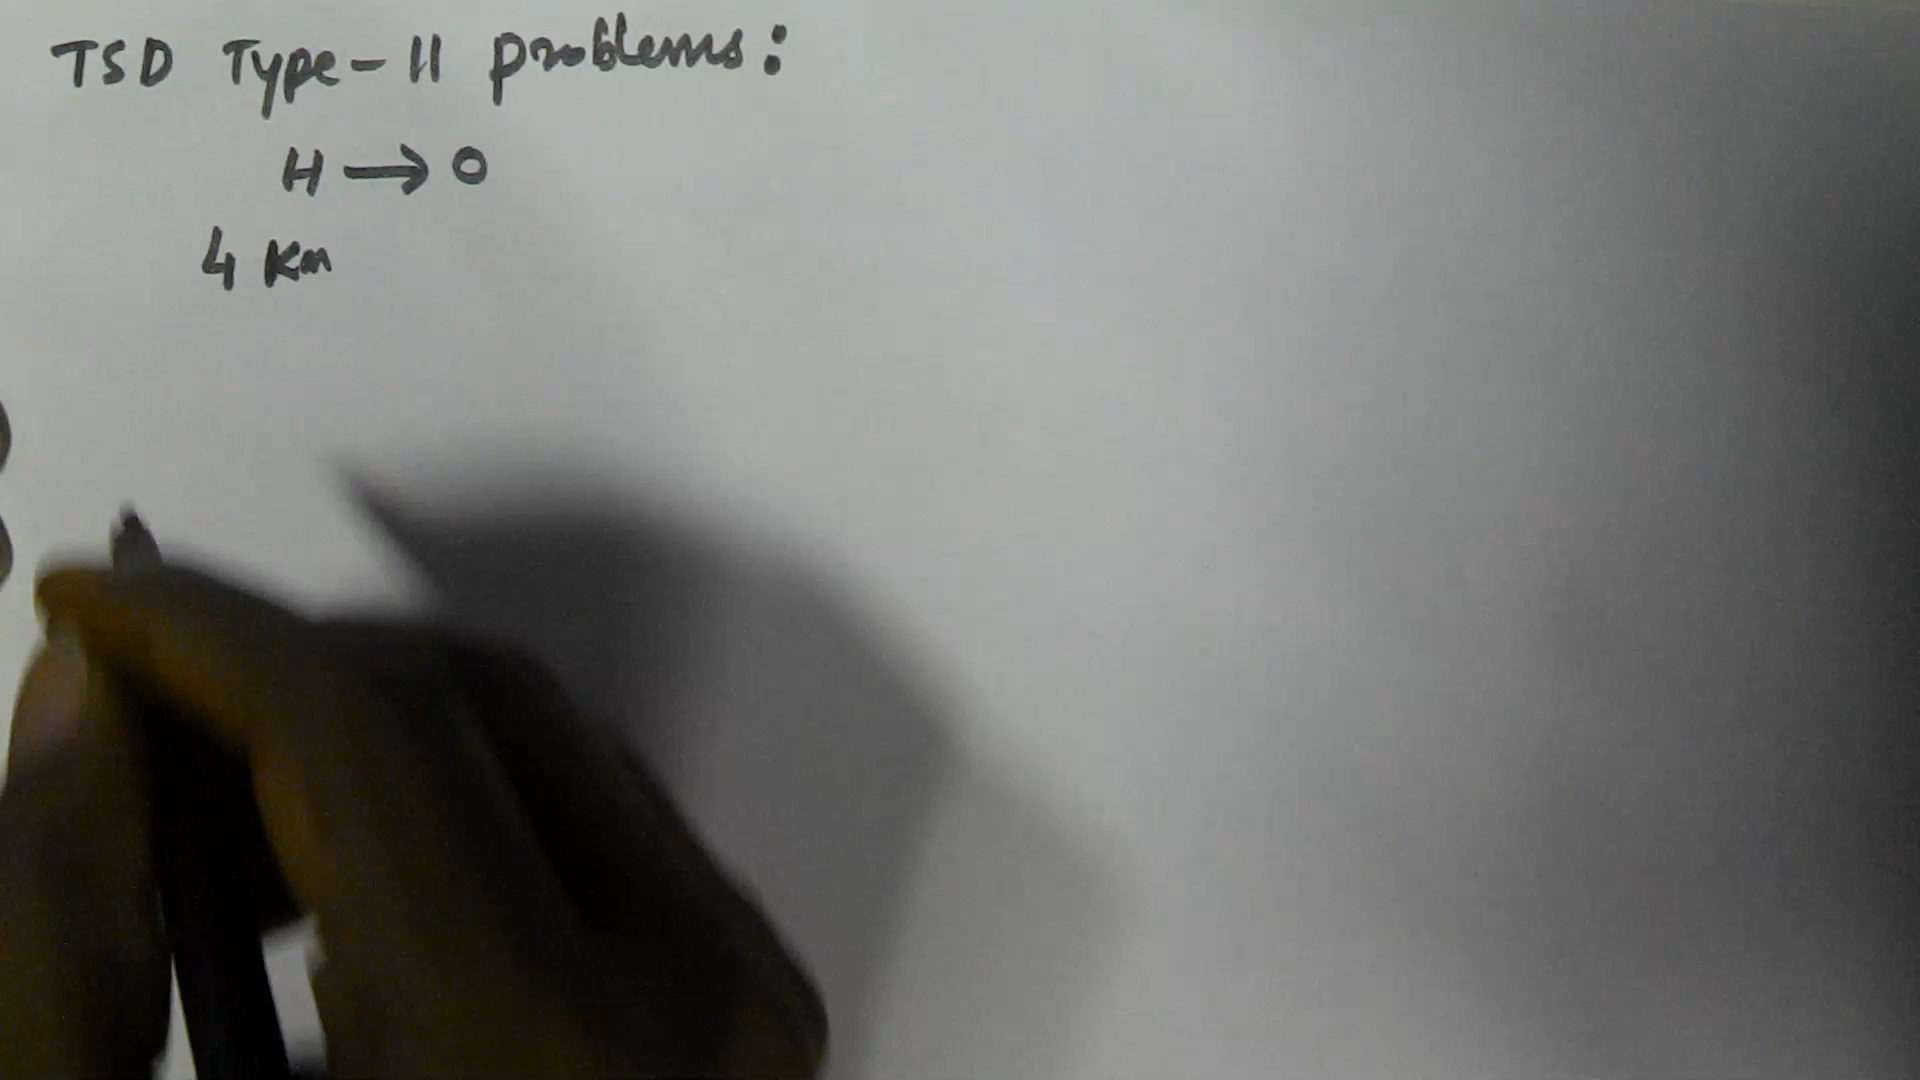 TSD Type-II problems:
H → O
4 Km